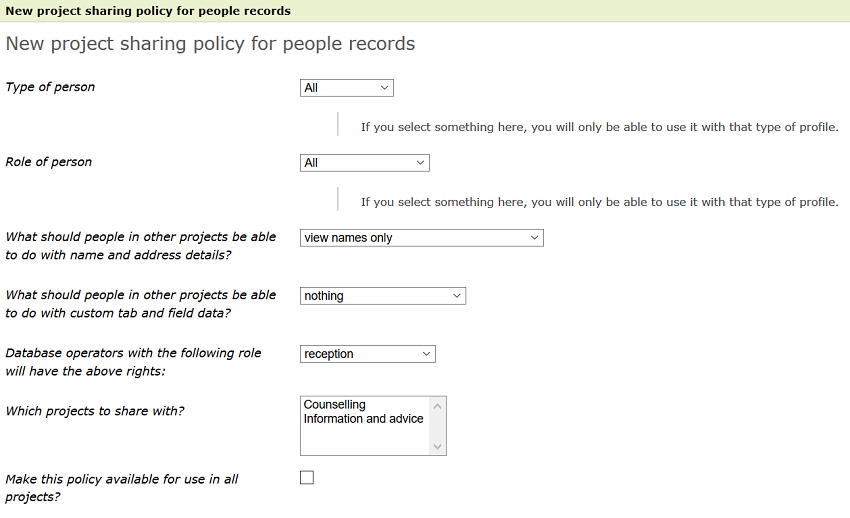 New project sharing policy for people records
New project sharing policy for people records
Type of person
All
If you select something here, you will only be able to use it with that type of profile.
Role of person
All
If you select something here, you will only be able to use it with that type of profile.
What should people in other projects be able
to do with name and address details?
view names only
What should people in other projects be able
to do with custom tab and field data?
nothing
Database operators with the following role
will have the above rights:
reception
Which projects to share with?
Counselling
Information and advice
Make this policy available for use in all
projects?